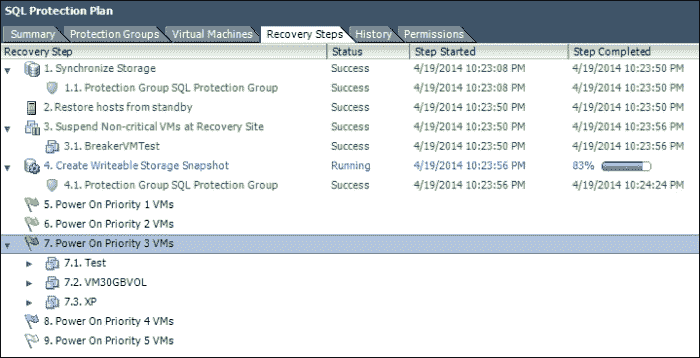 SQL Protection Plan
Summary Protection Groups Virtual Machines Recovery Steps History Permissions
Recovery Step Status Step Started Step Completed
1. Synchronize Storage Success 4/19/2014 10:23:08 PM 4/19/2014 10:23:50 PM
1.1. Protection Group SQL Protection Group Success 4/19/2014 10:23:08 PM 4/19/2014 10:23:50 PM
2. Restore hosts from standby Success 4/19/2014 10:23:50 PM 4/19/2014 10:23:50 PM
3. Suspend Non-critical VMs at Recovery Site Success 4/19/2014 10:23:50 PM 4/19/2014 10:23:56 PM
3.1. BreakerVMTest Success 4/19/2014 10:23:50 PM 4/19/2014 10:23:56 PM
4. Create Writeable Storage Snapshot Running 4/19/2014 10:23:56 PM 83%
4.1. Protection Group SQL Protection Group Success 4/19/2014 10:23:56 PM 4/19/2014 10:24:24 PM
5. Power On Priority 1 VMs
6. Power On Priority 2 VMs
7. Power On Priority 3 VMs
7.1. Test
7.2. VM30GBVOL
7.3. XP
8. Power On Priority 4 VMs
9. Power On Priority 5 VMs